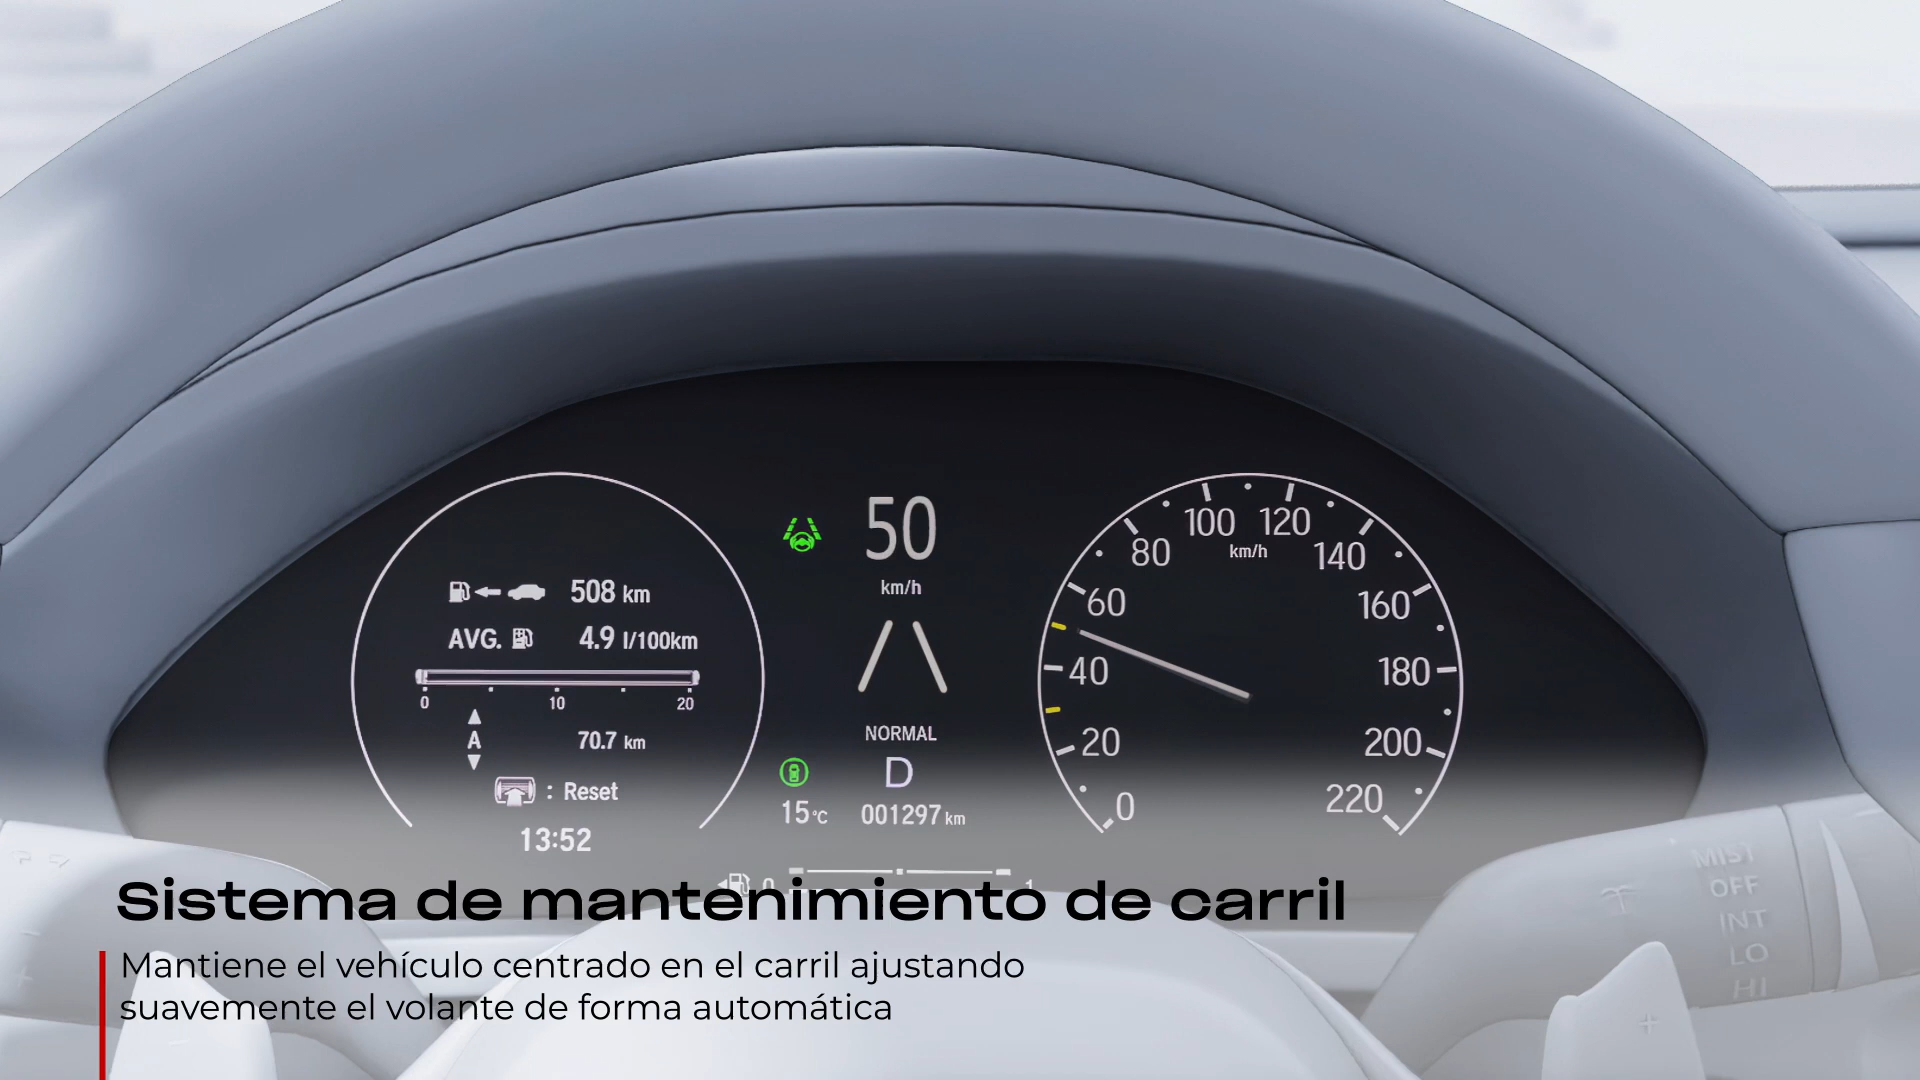 50
km/h
508 km
AVG. 4.9 l/100km
0 10 20
A 70.7 km
: Reset
13:52
NORMAL
D
15°C 001297 km
0 1
0
20
40
60
80
100
120
140
160
180
200
220
km/h
MIST
OFF
INT
LO
HI
Sistema de mantenimiento de carril
Mantiene el vehículo centrado en el carril ajustando
suavemente el volante de forma automática